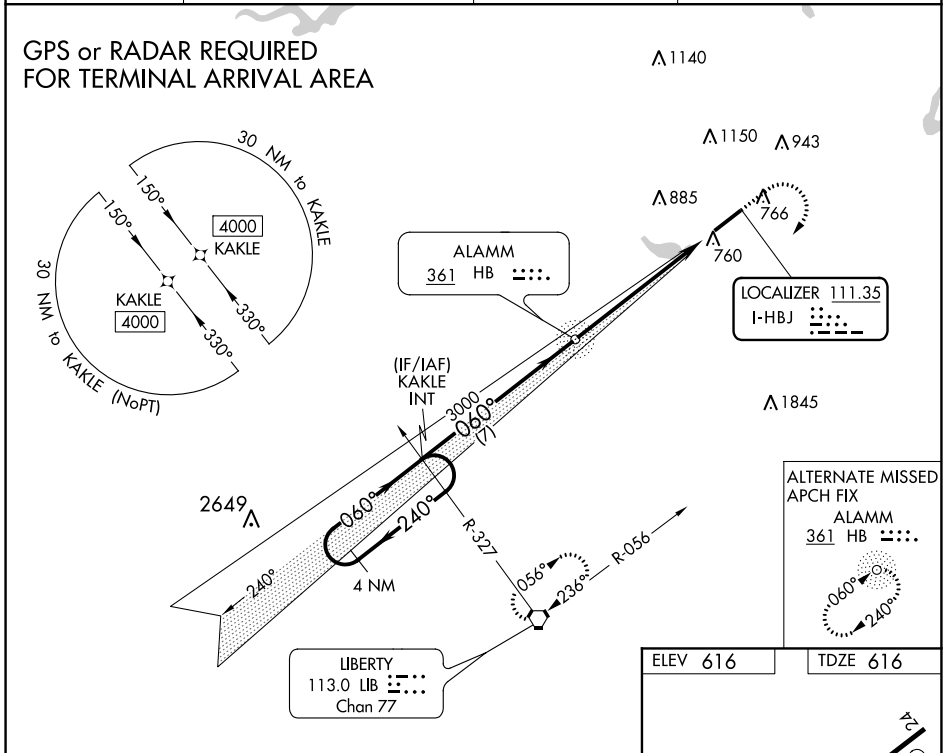 GPS or RADAR REQUIRED
FOR TERMINAL ARRIVAL AREA
1140
1150
943
885
766
760
30 NM to KAKLE
150°
4000
KAKLE
330°
150°
KAKLE
4000
330°
30 NM to KAKLE (NoPT)
ALAMM
361 HB
LOCALIZER 111.35
I-HBJ
(IF/IAF)
KAKLE
INT
3000
060°
(7)
1845
2649
060°
240°
240°
4 NM
R-327
R-056
056°
236°
LIBERTY
113.0 LIB
Chan 77
ALTERNATE MISSED
APCH FIX
ALAMM
361 HB
060°
240°
ELEV 616
TDZE 616
24